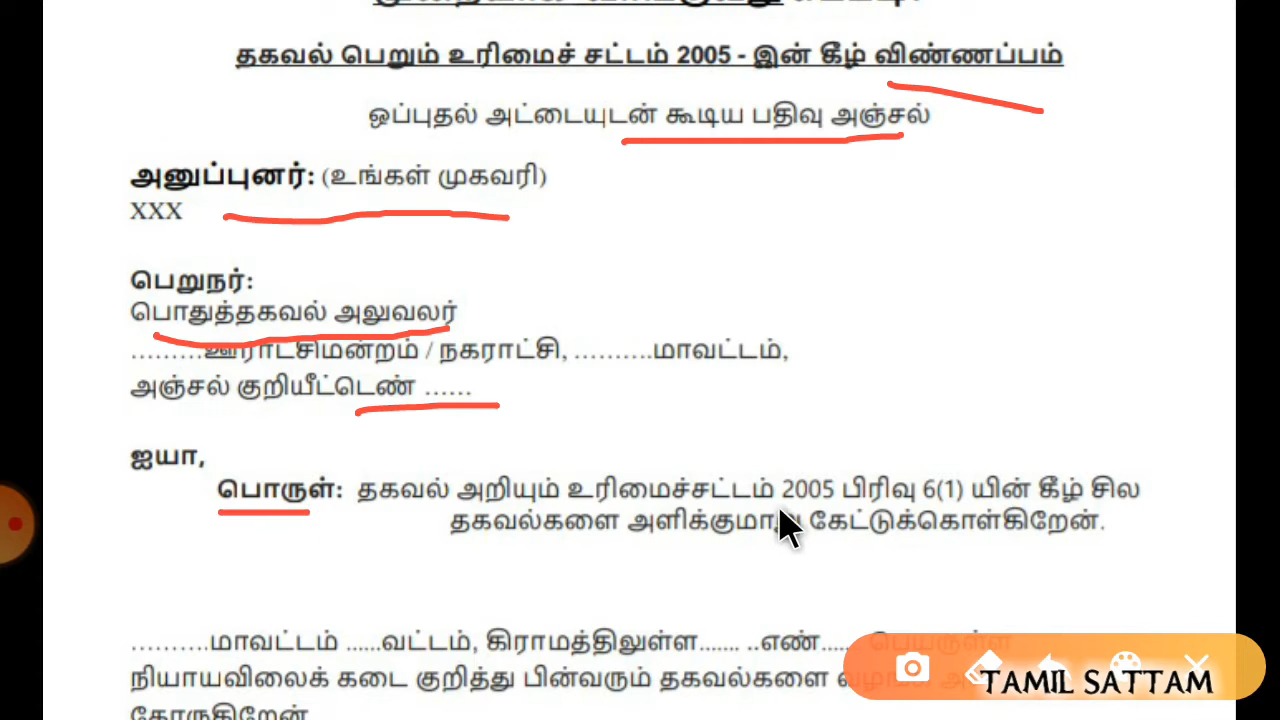 தகவல் பெறும் உரிமைச் சட்டம் 2005 - இன் கீழ் விண்ணப்பம்
ஒப்புதல் அட்டையுடன் கூடிய பதிவு அஞ்சல்
அனுப்புனர்: (உங்கள் முகவரி)
XXX
பெறுநர்:
பொதுத்தகவல் அலுவலர்
.........ஊராட்சிமன்றம் / நகராட்சி, ..........மாவட்டம்,
அஞ்சல் குறியீட்டெண் ......
ஐயா,
பொருள்: தகவல் அறியும் உரிமைச்சட்டம் 2005 பிரிவு 6(1) யின் கீழ் சில
தகவல்களை அளிக்குமாறு கேட்டுக்கொள்கிறேன்.
..........மாவட்டம் ......வட்டம், கிராமத்திலுள்ள....... ..எண்...... பெயருள்ள
நியாயவிலைக் கடை குறித்து பின்வரும் தகவல்களை
கோருகிறேன்
TAMIL SATTAM